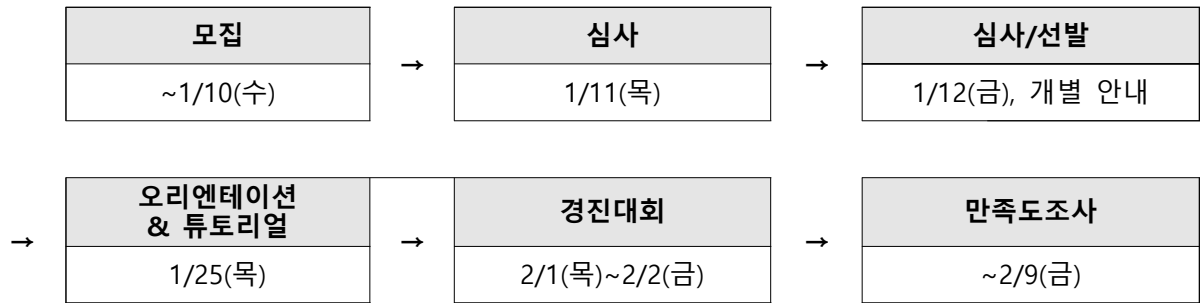 모집
→
심사
→
심사/선발
~1/10(수)
1/11(목)
1/12(금), 개별 안내
→
오리엔테이션
& 튜토리얼
→
경진대회
→
만족도조사
1/25(목)
2/1(목)~2/2(금)
~2/9(금)